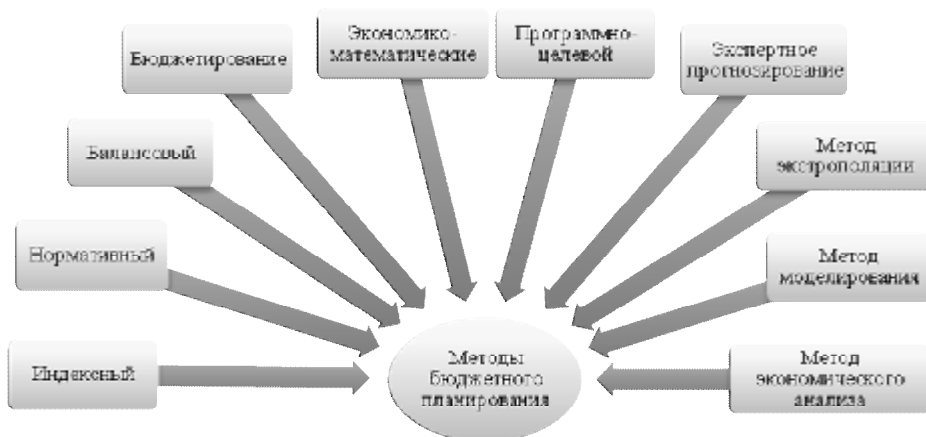 Экономико-
математические
Программно-
целевой
Экспертное
прогнозирование
Бюджетирование
Балансовый
Метод
экстрополяции
Нормативный
Метод
моделирования
Индексный
Методы
бюджетного
планирования
Метод
экономического
анализа